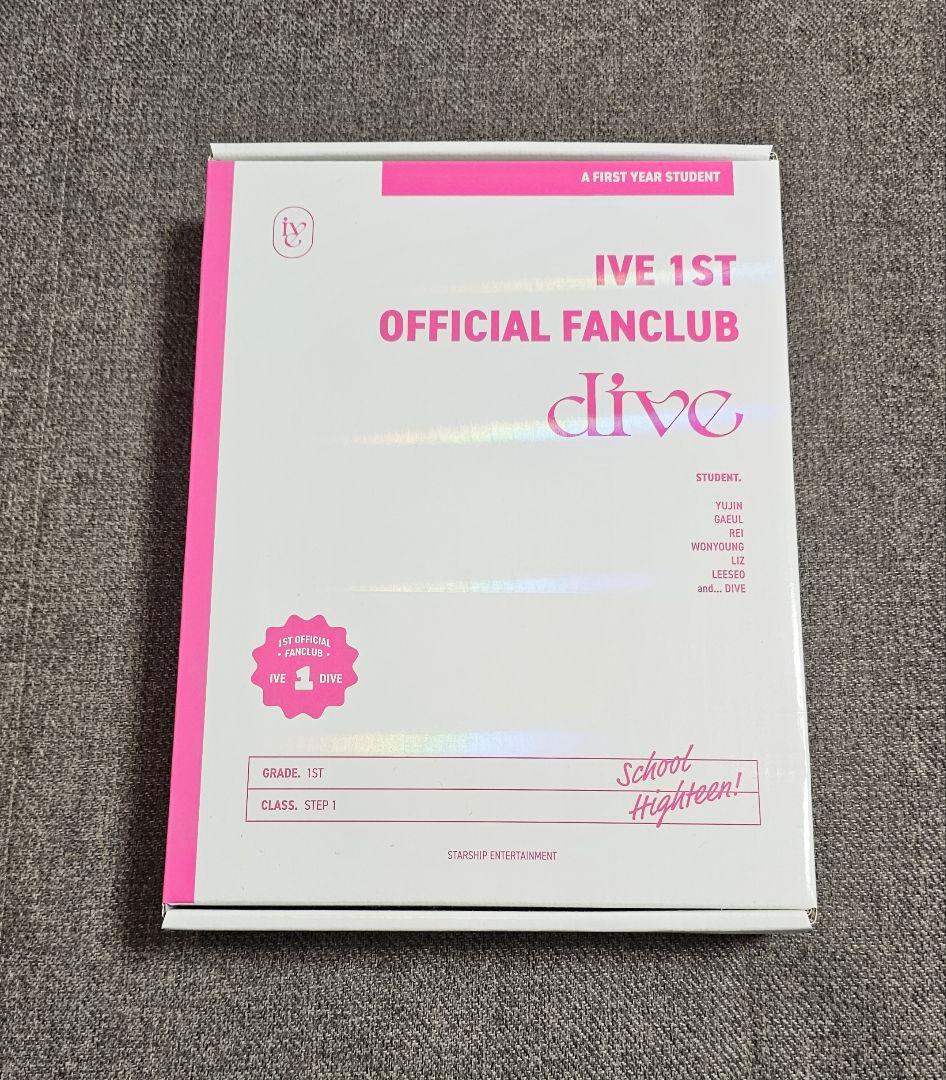 A FIRST YEAR STUDENT
ive
IVE 1ST
OFFICIAL FANCLUB
dive
STUDENT.
YUJIN
GAEUL
REI
WONYOUNG
LIZ
LEESEO
and... DIVE
1ST OFFICIAL
• FANCLUB •
IVE 1 DIVE
GRADE. 1ST
School
CLASS. STEP 1
Highteen!
STARSHIP ENTERTAINMENT